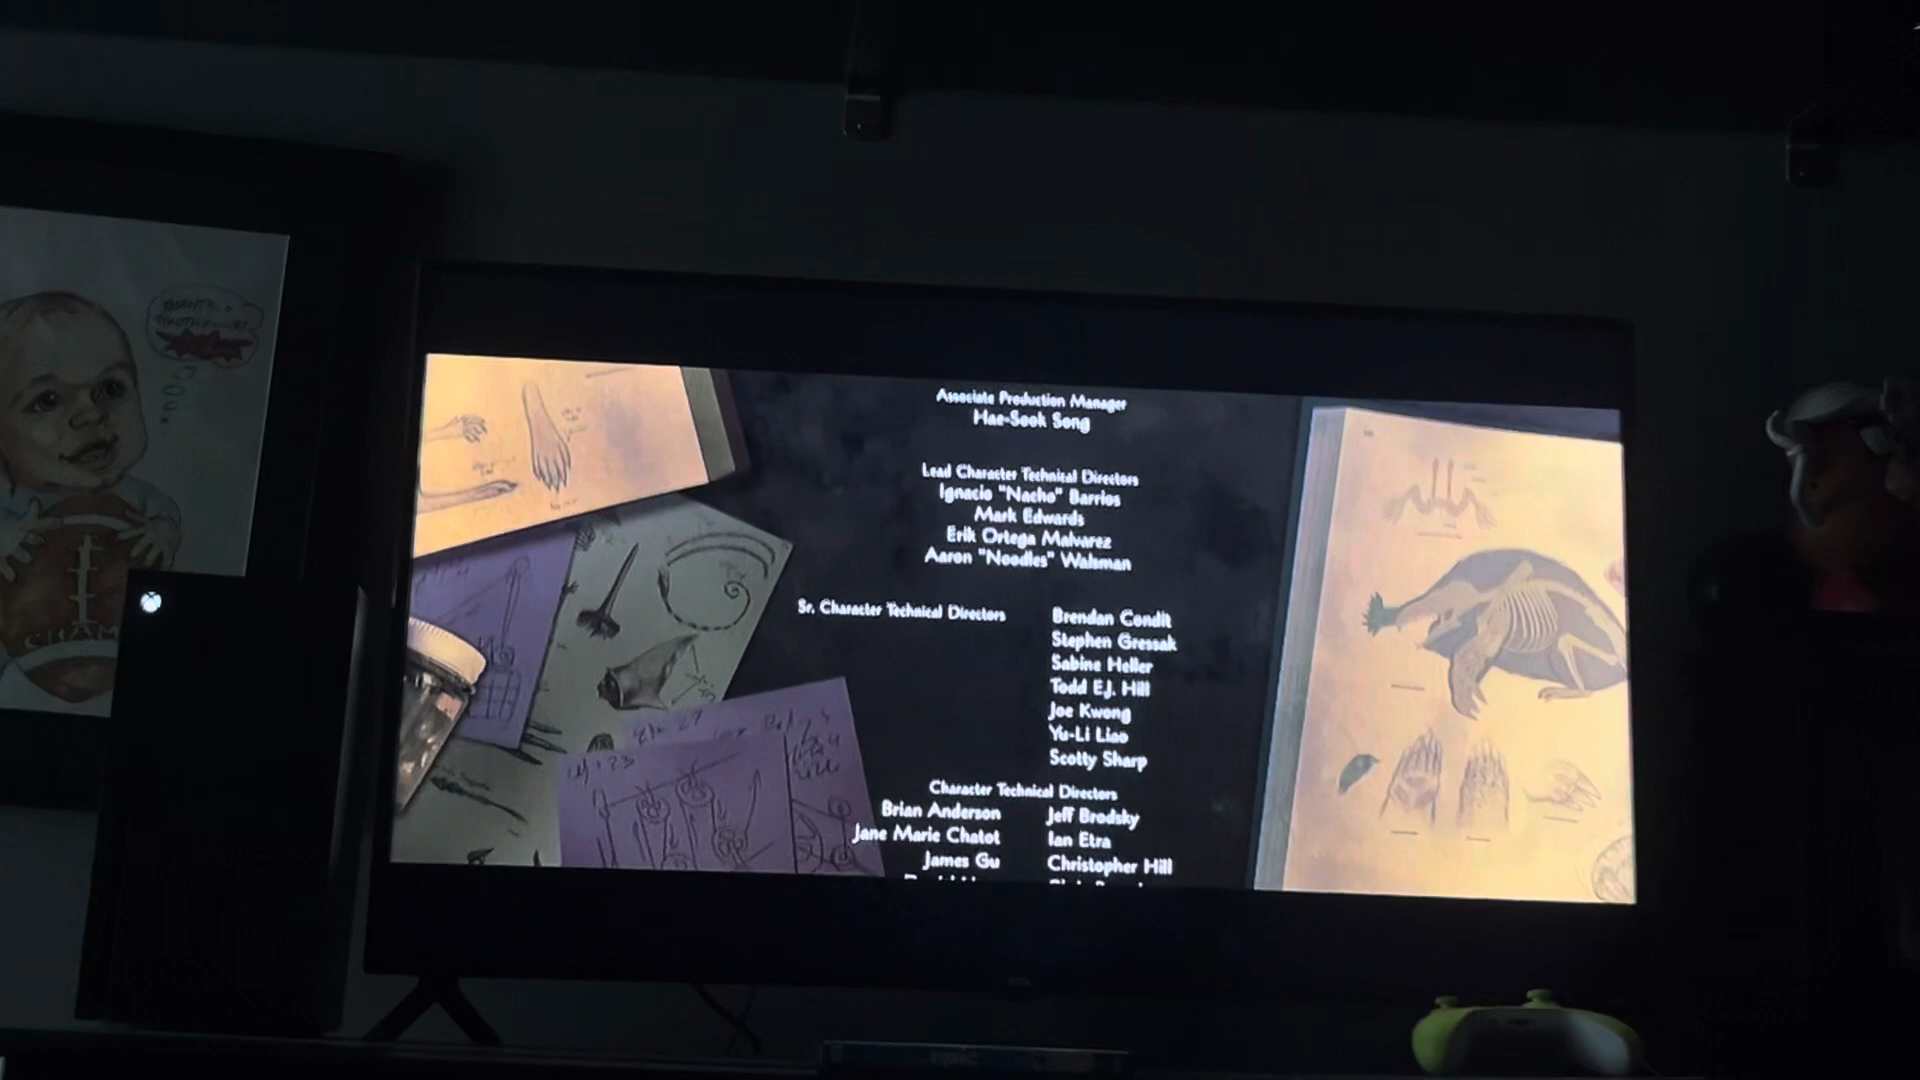 Associate Production Manager
Hae-Sook Song
Lead Character Technical Directors
Ignacio "Nacho" Barrios
Mark Edwards
Erik Ortega Malvarez
Aaron "Noodles" Walsman
Sr. Character Technical Directors
Brendan Condit
Stephen Gressak
Sabine Heller
Todd E.J. Hill
Joe Kwong
Yu-Li Liao
Scotty Sharp
Character Technical Directors
Brian Anderson Jeff Brodsky
Jane Marie Chatot Ian Etra
James Gu Christopher Hill
CHAM